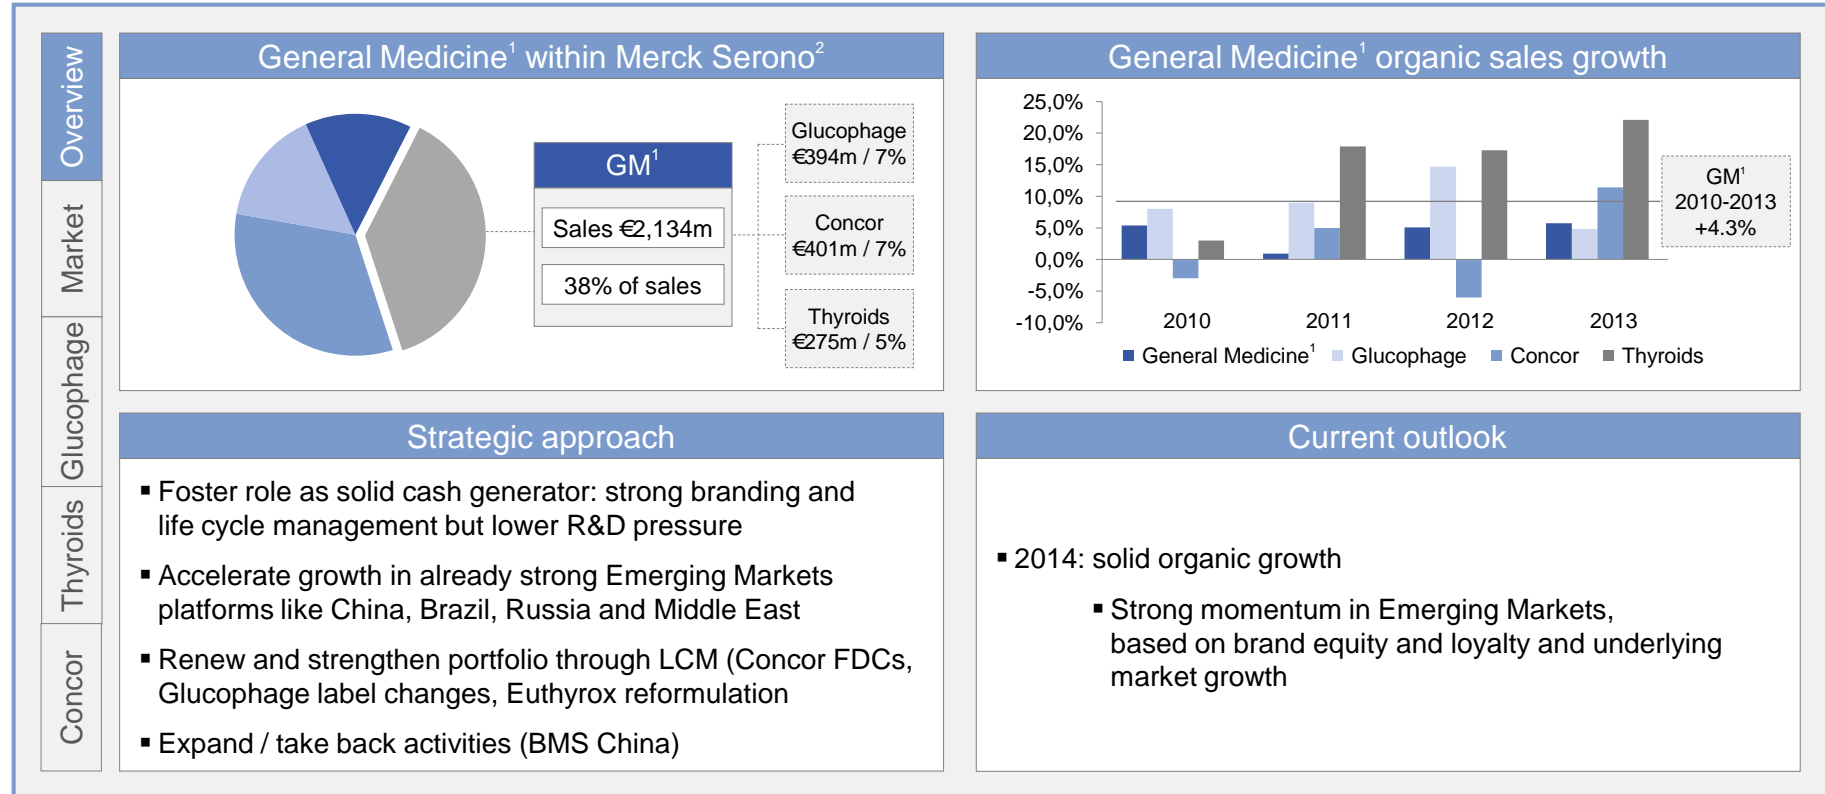 Overview
Market
Glucophage
Thyroids
Concor
General Medicine¹ within Merck Serono²
GM¹
Sales €2,134m
38% of sales
Glucophage
€394m / 7%
Concor
€401m / 7%
Thyroids
€275m / 5%
General Medicine¹ organic sales growth
25,0%
20,0%
15,0%
10,0%
5,0%
0,0%
-5,0%
-10,0%
2010 2011 2012 2013
GM¹
2010-2013
+4.3%
General Medicine¹ Glucophage Concor Thyroids
Strategic approach
▪ Foster role as solid cash generator: strong branding and
life cycle management but lower R&D pressure
▪ Accelerate growth in already strong Emerging Markets
platforms like China, Brazil, Russia and Middle East
▪ Renew and strengthen portfolio through LCM (Concor FDCs,
Glucophage label changes, Euthyrox reformulation
▪ Expand / take back activities (BMS China)
Current outlook
▪ 2014: solid organic growth
▪ Strong momentum in Emerging Markets,
based on brand equity and loyalty and underlying
market growth